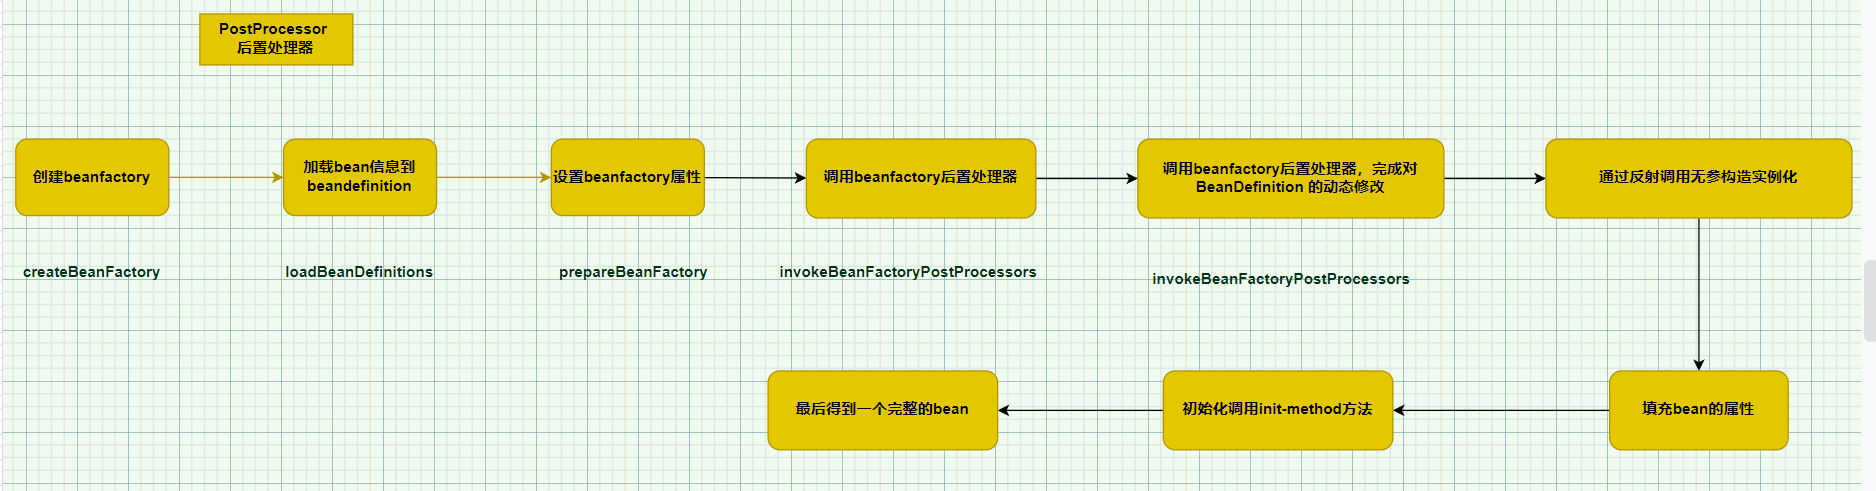 PostProcessor
后置处理器
创建beanfactory
加载bean信息到
beandefinition
设置beanfactory属性
调用beanfactory后置处理器
调用beanfactory后置处理器，完成对
BeanDefinition 的动态修改
通过反射调用无参构造实例化
createBeanFactory
loadBeanDefinitions
prepareBeanFactory
invokeBeanFactoryPostProcessors
invokeBeanFactoryPostProcessors
最后得到一个完整的bean
初始化调用init-method方法
填充bean的属性